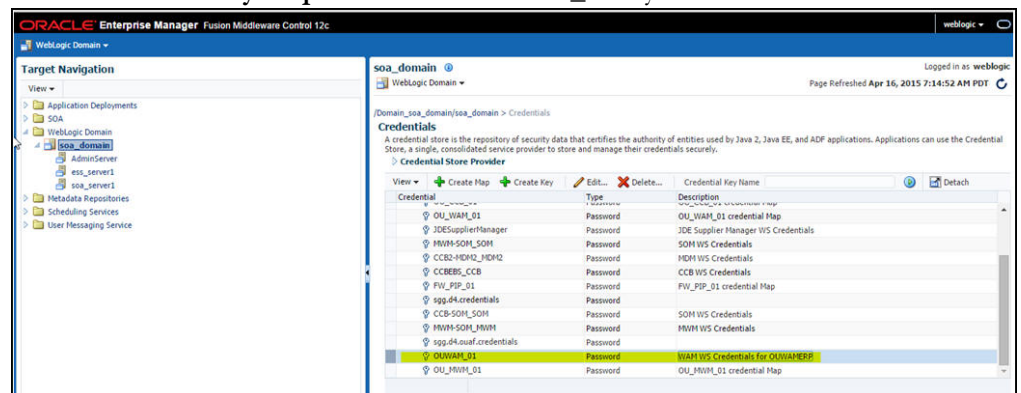 ORACLE Enterprise Manager Fusion Middleware Control 12c
weblogic
WebLogic Domain
Target Navigation
View
Application Deployments
SOA
WebLogic Domain
soa_domain
AdminServer
ess_server1
soa_server1
Metadata Repositories
Scheduling Services
User Messaging Service
soa_domain
Logged in as weblogic
WebLogic Domain
Page Refreshed Apr 16, 2015 7:14:52 AM PDT
/Domain_soa_domain/soa_domain > Credentials
Credentials
A credential store is the repository of security data that certifies the authority of entities used by Java 2, Java EE, and ADF applications. Applications can use the Credential
Store, a single, consolidated service provider to store and manage their credentials securely.
Credential Store Provider
View Create Map Create Key Edit... Delete... Credential Key Name Detach
Credential Type Description
OU_WAM_01 Password OU_WAM_01 credential Map
JDESupplierManager Password JDE Supplier Manager WS Credentials
MWM-SOM_SOM Password SOM WS Credentials
CCB2-MDM2_MDM2 Password MDM WS Credentials
CCBEBS_CCB Password CCB WS Credentials
FW_PIP_01 Password FW_PIP_01 credential Map
sgg.d4.credentials Password
CCB-SOM_SOM Password SOM WS Credentials
MWM-SOM_MWM Password MWM WS Credentials
sgg.d4.ouaf.credentials Password
OUWAM_01 Password WAM WS Credentials for OUWAMERP
OU_MWM_01 Password OU_MWM_01 credential Map